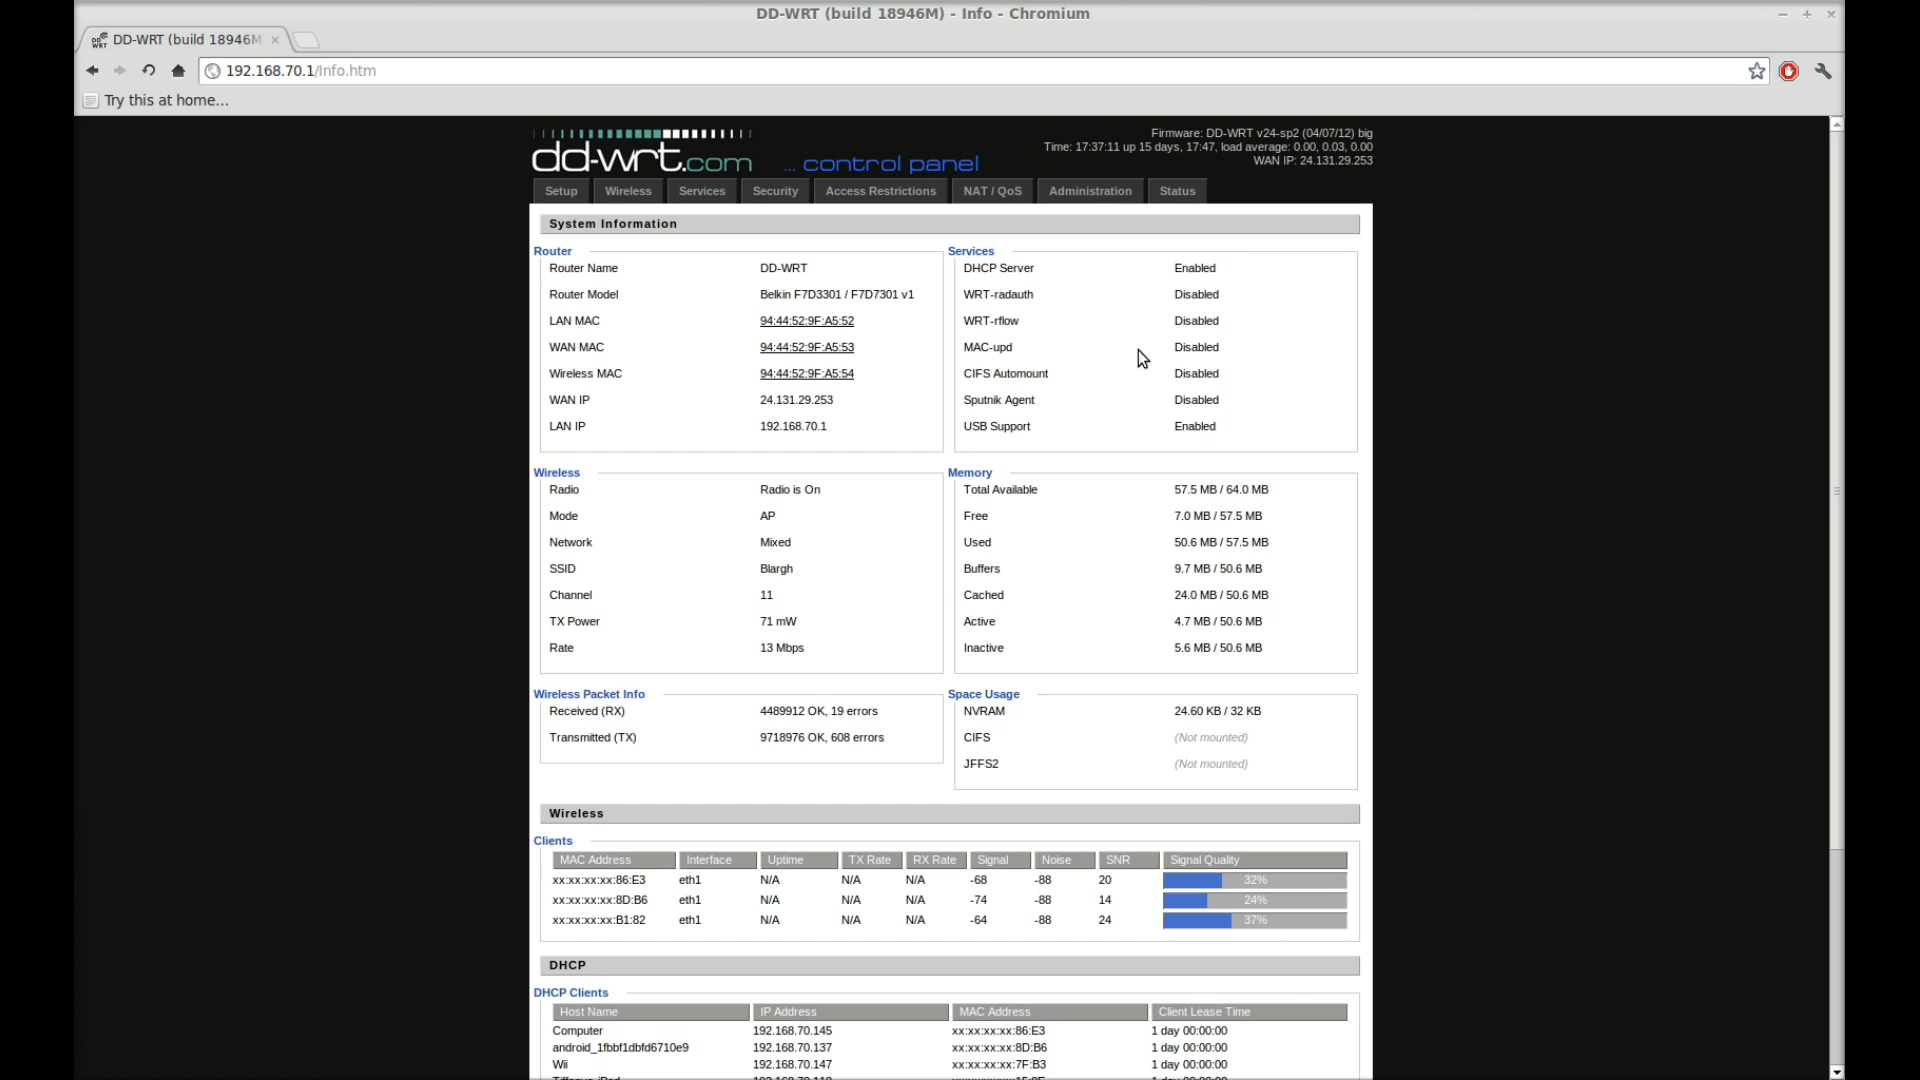 DD-WRT (build 18946M) - Info - Chromium
DD-WRT (build 18946M
192.168.70.1/Info.htm
Try this at home...
dd-wrt.com ... control panel
Firmware: DD-WRT v24-sp2 (04/07/12) big
Time: 17:37:11 up 15 days, 17:47, load average: 0.00, 0.03, 0.00
WAN IP: 24.131.29.253
Setup Wireless Services Security Access Restrictions NAT / QoS Administration Status
System Information
Router
Router Name DD-WRT
Router Model Belkin F7D3301 / F7D7301 v1
LAN MAC 94:44:52:9F:A5:52
WAN MAC 94:44:52:9F:A5:53
Wireless MAC 94:44:52:9F:A5:54
WAN IP 24.131.29.253
LAN IP 192.168.70.1
Services
DHCP Server Enabled
WRT-radauth Disabled
WRT-rflow Disabled
MAC-upd Disabled
CIFS Automount Disabled
Sputnik Agent Disabled
USB Support Enabled
Wireless
Radio Radio is On
Mode AP
Network Mixed
SSID Blargh
Channel 11
TX Power 71 mW
Rate 13 Mbps
Memory
Total Available 57.5 MB / 64.0 MB
Free 7.0 MB / 57.5 MB
Used 50.6 MB / 57.5 MB
Buffers 9.7 MB / 50.6 MB
Cached 24.0 MB / 50.6 MB
Active 4.7 MB / 50.6 MB
Inactive 5.6 MB / 50.6 MB
Wireless Packet Info
Received (RX) 4489912 OK, 19 errors
Transmitted (TX) 9718976 OK, 608 errors
Space Usage
NVRAM 24.60 KB / 32 KB
CIFS (Not mounted)
JFFS2 (Not mounted)
Wireless
Clients
MAC Address Interface Uptime TX Rate RX Rate Signal Noise SNR Signal Quality
xx:xx:xx:xx:86:E3 eth1 N/A N/A N/A -68 -88 20 32%
xx:xx:xx:xx:8D:B6 eth1 N/A N/A N/A -74 -88 14 24%
xx:xx:xx:xx:B1:82 eth1 N/A N/A N/A -64 -88 24 37%
DHCP
DHCP Clients
Host Name IP Address MAC Address Client Lease Time
Computer 192.168.70.145 xx:xx:xx:xx:86:E3 1 day 00:00:00
android_1fbbf1dbfd6710e9 192.168.70.137 xx:xx:xx:xx:8D:B6 1 day 00:00:00
Wii 192.168.70.147 xx:xx:xx:xx:7F:B3 1 day 00:00:00